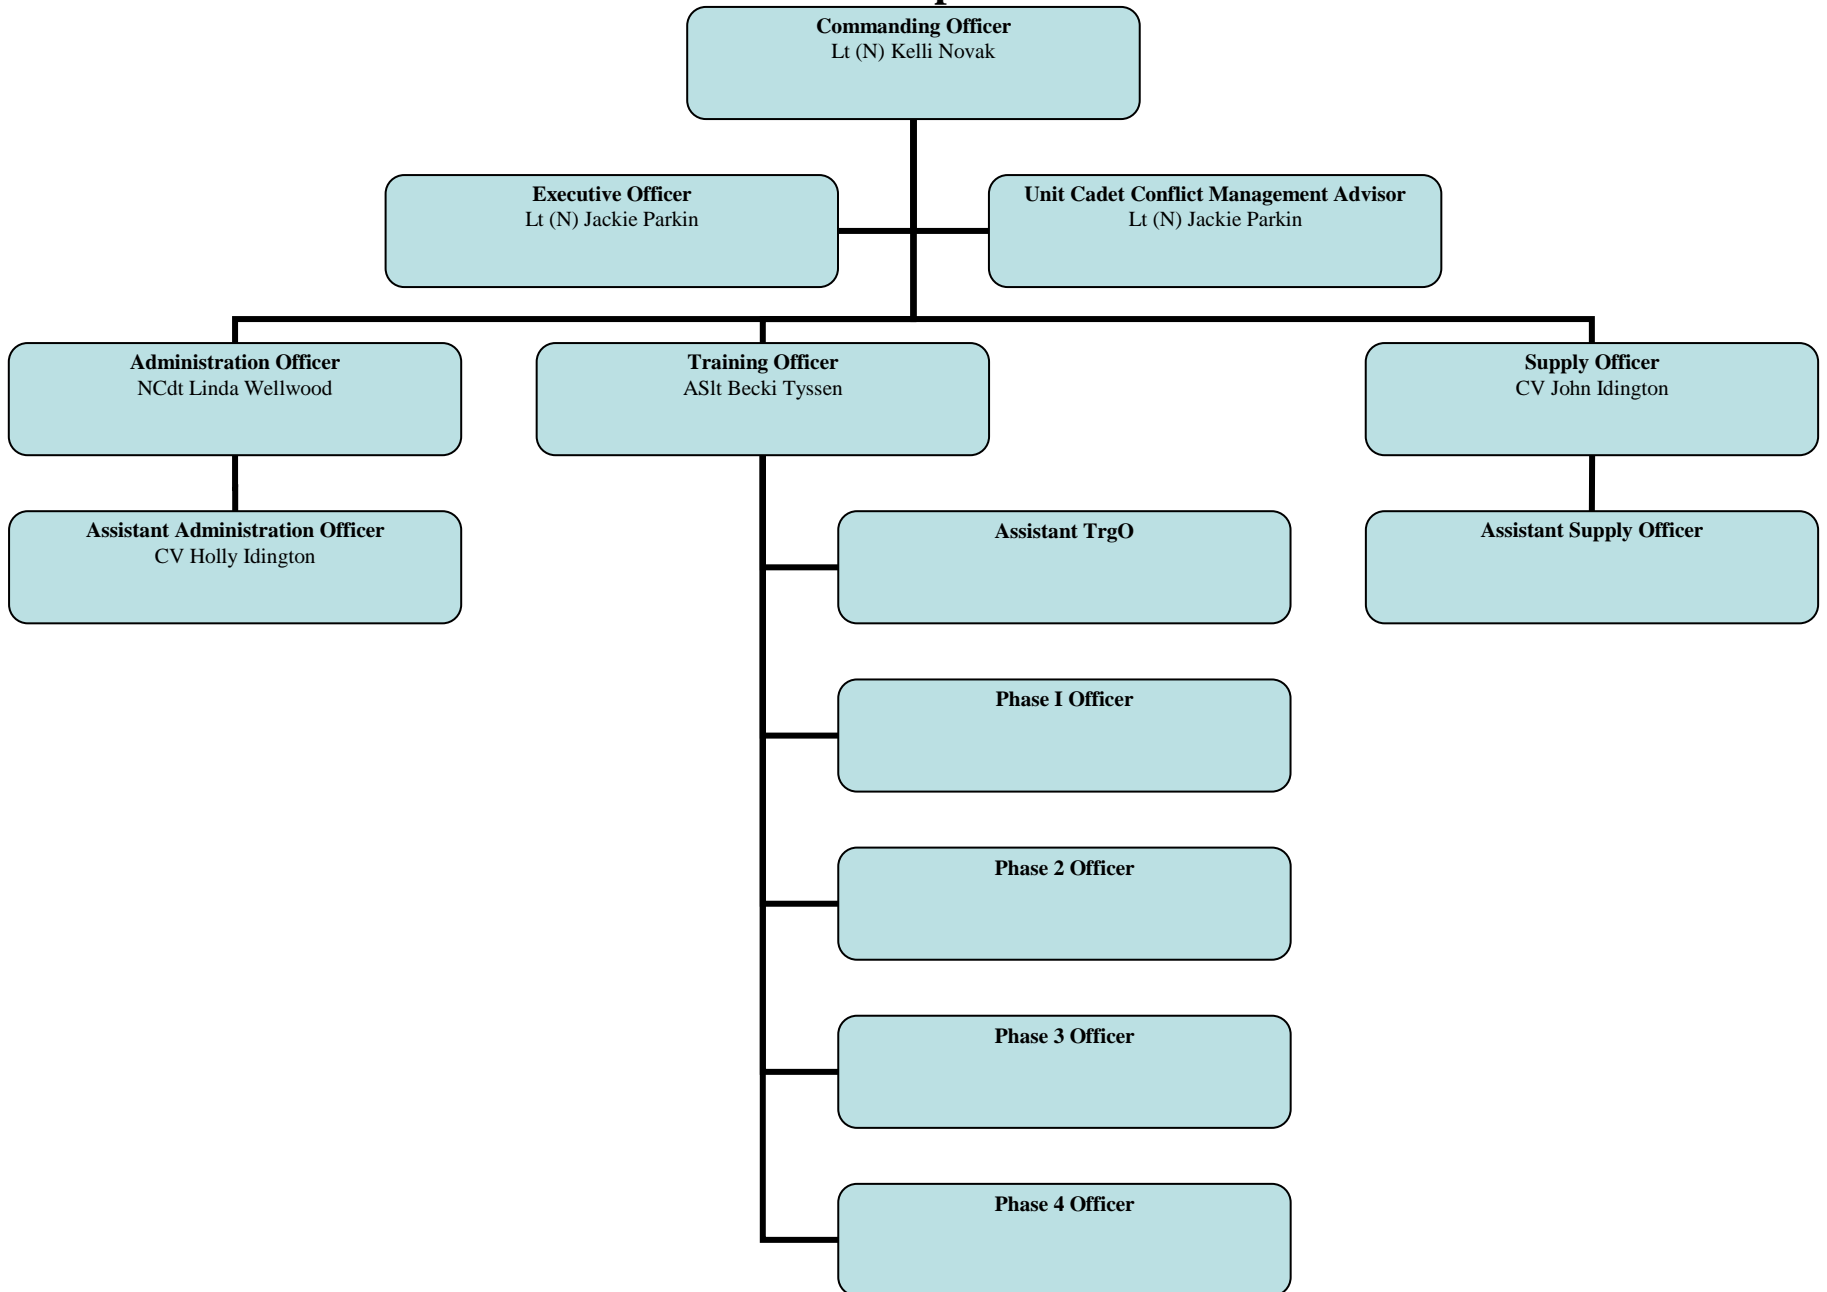 Commanding Officer
Lt (N) Kelli Novak
Executive Officer
Lt (N) Jackie Parkin
Unit Cadet Conflict Management Advisor
Lt (N) Jackie Parkin
Administration Officer
NCdt Linda Wellwood
Training Officer
ASlt Becki Tyssen
Supply Officer
CV John Idington
Assistant Administration Officer
CV Holly Idington
Assistant TrgO
Assistant Supply Officer
Phase I Officer
Phase 2 Officer
Phase 3 Officer
Phase 4 Officer